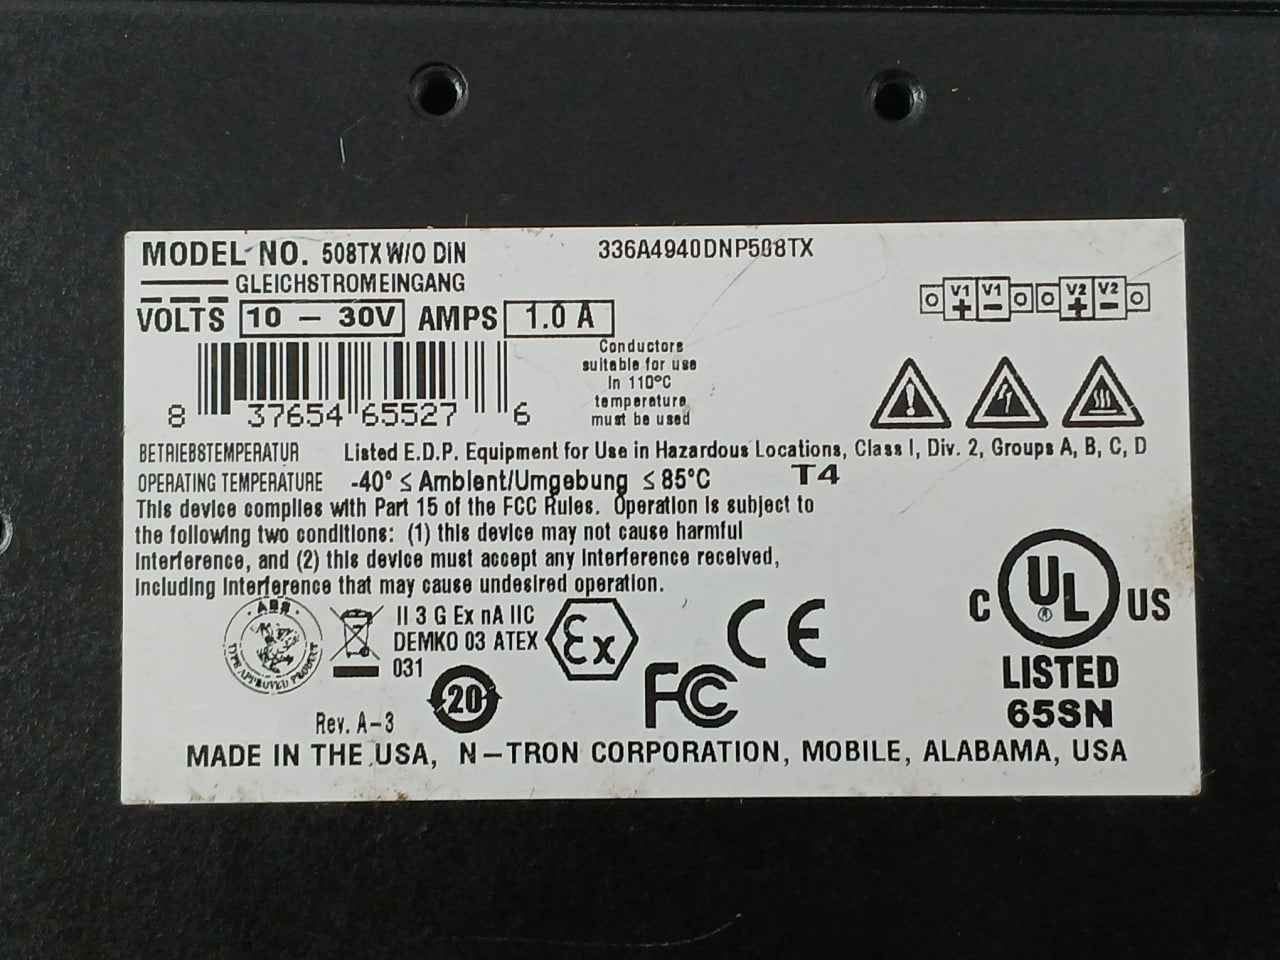 MODEL NO. 508TX W/O DIN 336A4940DNP508TX
GLEICHSTROMEINGANG
VOLTS 10 – 30V AMPS 1.0 A
V1 V1 V2 V2
+ – + –
Conductors
suitable for use
In 110°C
temperature
must be used
8 37654 65527 6
BETRIEBSTEMPERATUR Listed E.D.P. Equipment for Use in Hazardous Locations, Class I, Div. 2, Groups A, B, C, D
OPERATING TEMPERATURE -40° ≤ Ambient/Umgebung ≤ 85°C T4
This device complies with Part 15 of the FCC Rules. Operation is subject to
the following two conditions: (1) this device may not cause harmful
Interference, and (2) this device must accept any Interference received,
Including Interference that may cause undesired operation.
ABS
TYPE APPROVED PRODUCT
II 3 G Ex nA IIC
DEMKO 03 ATEX
031
Ex
CE
FC
20
C UL ® US
LISTED
65SN
Rev. A-3
MADE IN THE USA, N-TRON CORPORATION, MOBILE, ALABAMA, USA